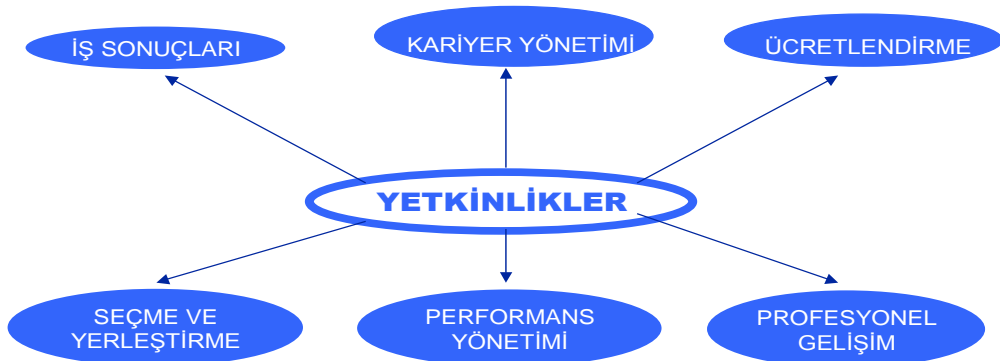 İŞ SONUÇLARI
KARİYER YÖNETİMİ
ÜCRETLENDİRME
YETKİNLİKLER
SEÇME VE
YERLEŞTİRME
PERFORMANS
YÖNETİMİ
PROFESYONEL
GELİŞİM